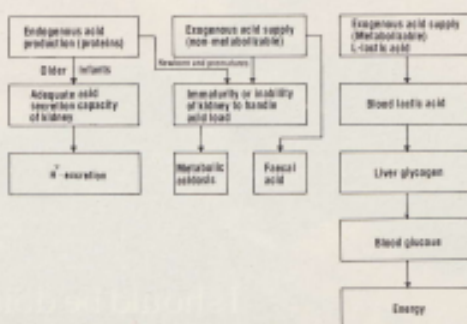 Endogenous acid
production (proteins)
Older Infants
Adequate acid
secretion capacity
of kidney
H⁺-excretion
Exogenous acid supply
(non-metabolisable)
Newborn and prematures
Immaturity or inability
of kidney to handle
acid load
Metabolic
acidosis
Faecal
acid
Exogenous acid supply
(Metabolisable)
L-lactic acid
Blood lactic acid
Liver glycogen
Blood glucose
Energy